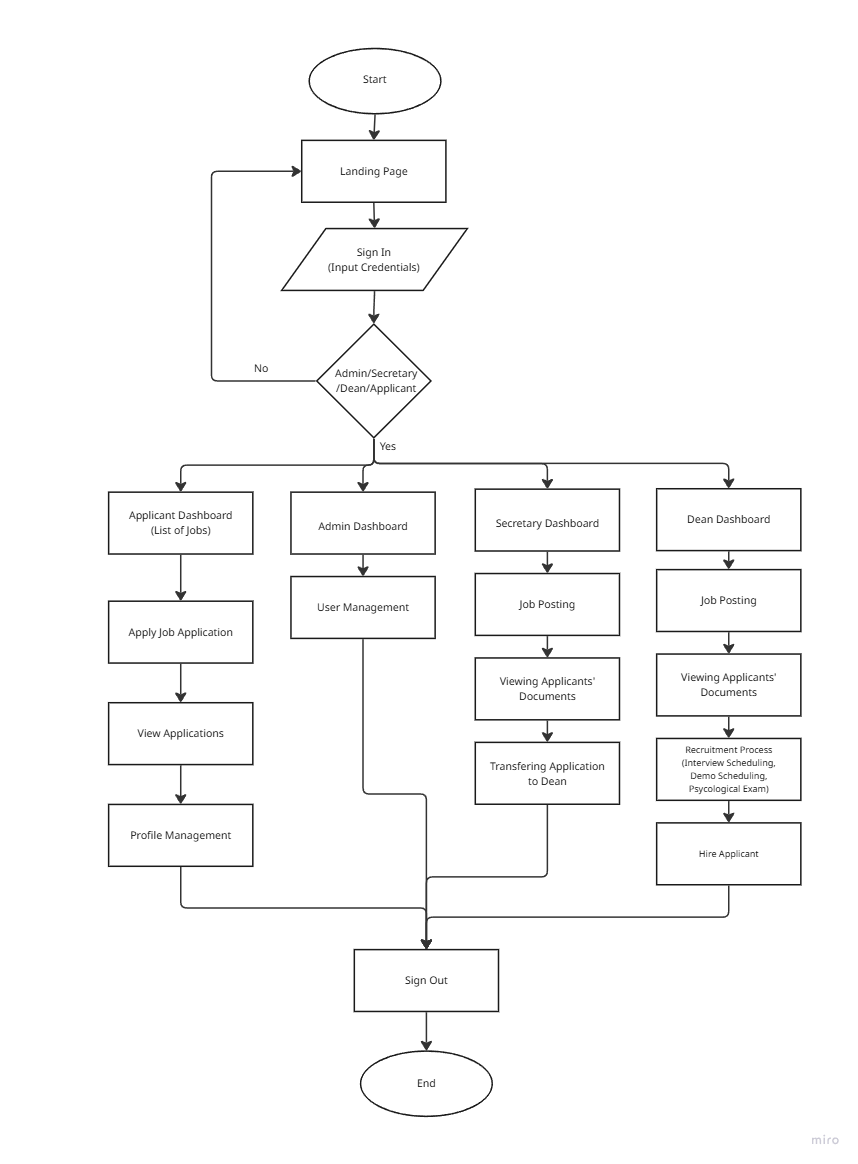 Start
Landing Page
Sign In
(Input Credentials)
Admin/Secretary
/Dean/Applicant
No
Yes
Applicant Dashboard
(List of Jobs)
Admin Dashboard
Secretary Dashboard
Dean Dashboard
Apply Job Application
User Management
Job Posting
Job Posting
View Applications
Viewing Applicants'
Documents
Viewing Applicants'
Documents
Profile Management
Transfering Application
to Dean
Recruitment Process
(Interview Scheduling,
Demo Scheduling,
Psycological Exam)
Hire Applicant
Sign Out
End
miro